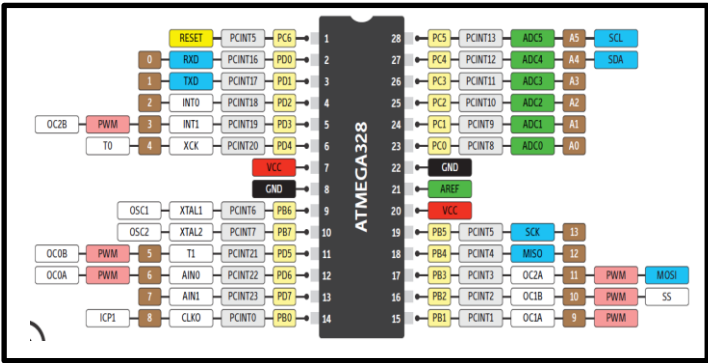 RESET PCINT5 PC6 1 28 PC5 PCINT13 ADC5 A5 SCL
0 RXD PCINT16 PD0 2 27 PC4 PCINT12 ADC4 A4 SDA
1 TXD PCINT17 PD1 3 26 PC3 PCINT11 ADC3 A3
2 INT0 PCINT18 PD2 4 25 PC2 PCINT10 ADC2 A2
OC2B PWM 3 INT1 PCINT19 PD3 5 24 PC1 PCINT9 ADC1 A1
T0 4 XCK PCINT20 PD4 6 23 PC0 PCINT8 ADC0 A0
VCC 7 22 GND
GND 8 21 AREF
OSC1 XTAL1 PCINT6 PB6 9 20 VCC
OSC2 XTAL2 PCINT7 PB7 10 19 PB5 PCINT5 SCK 13
OC0B PWM 5 T1 PCINT21 PD5 11 18 PB4 PCINT4 MISO 12
OC0A PWM 6 AIN0 PCINT22 PD6 12 17 PB3 PCINT3 OC2A 11 PWM MOSI
7 AIN1 PCINT23 PD7 13 16 PB2 PCINT2 OC1B 10 PWM SS
ICP1 8 CLKO PCINT0 PB0 14 15 PB1 PCINT1 OC1A 9 PWM
ATMEGA328